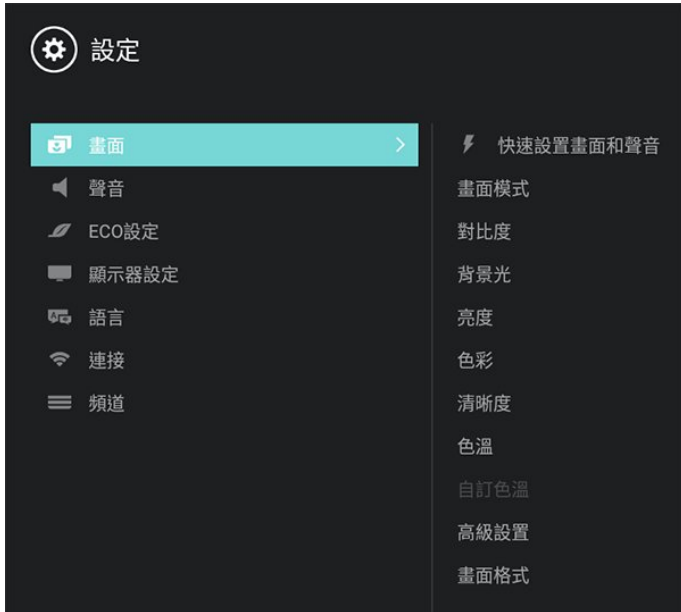 設定
畫面
聲音
ECO設定
顯示器設定
語言
連接
頻道
快速設置畫面和聲音
畫面模式
對比度
背景光
亮度
色彩
清晰度
色溫
自訂色溫
高級設置
畫面格式